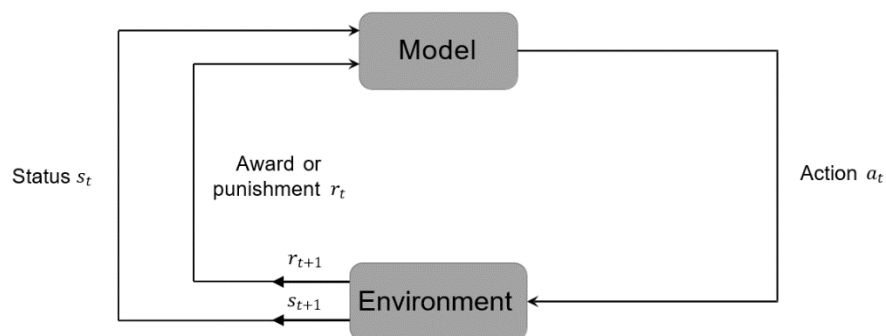 Model
Status s_t
Award or
punishment r_t
Action a_t
r_{t+1}
s_{t+1}
Environment